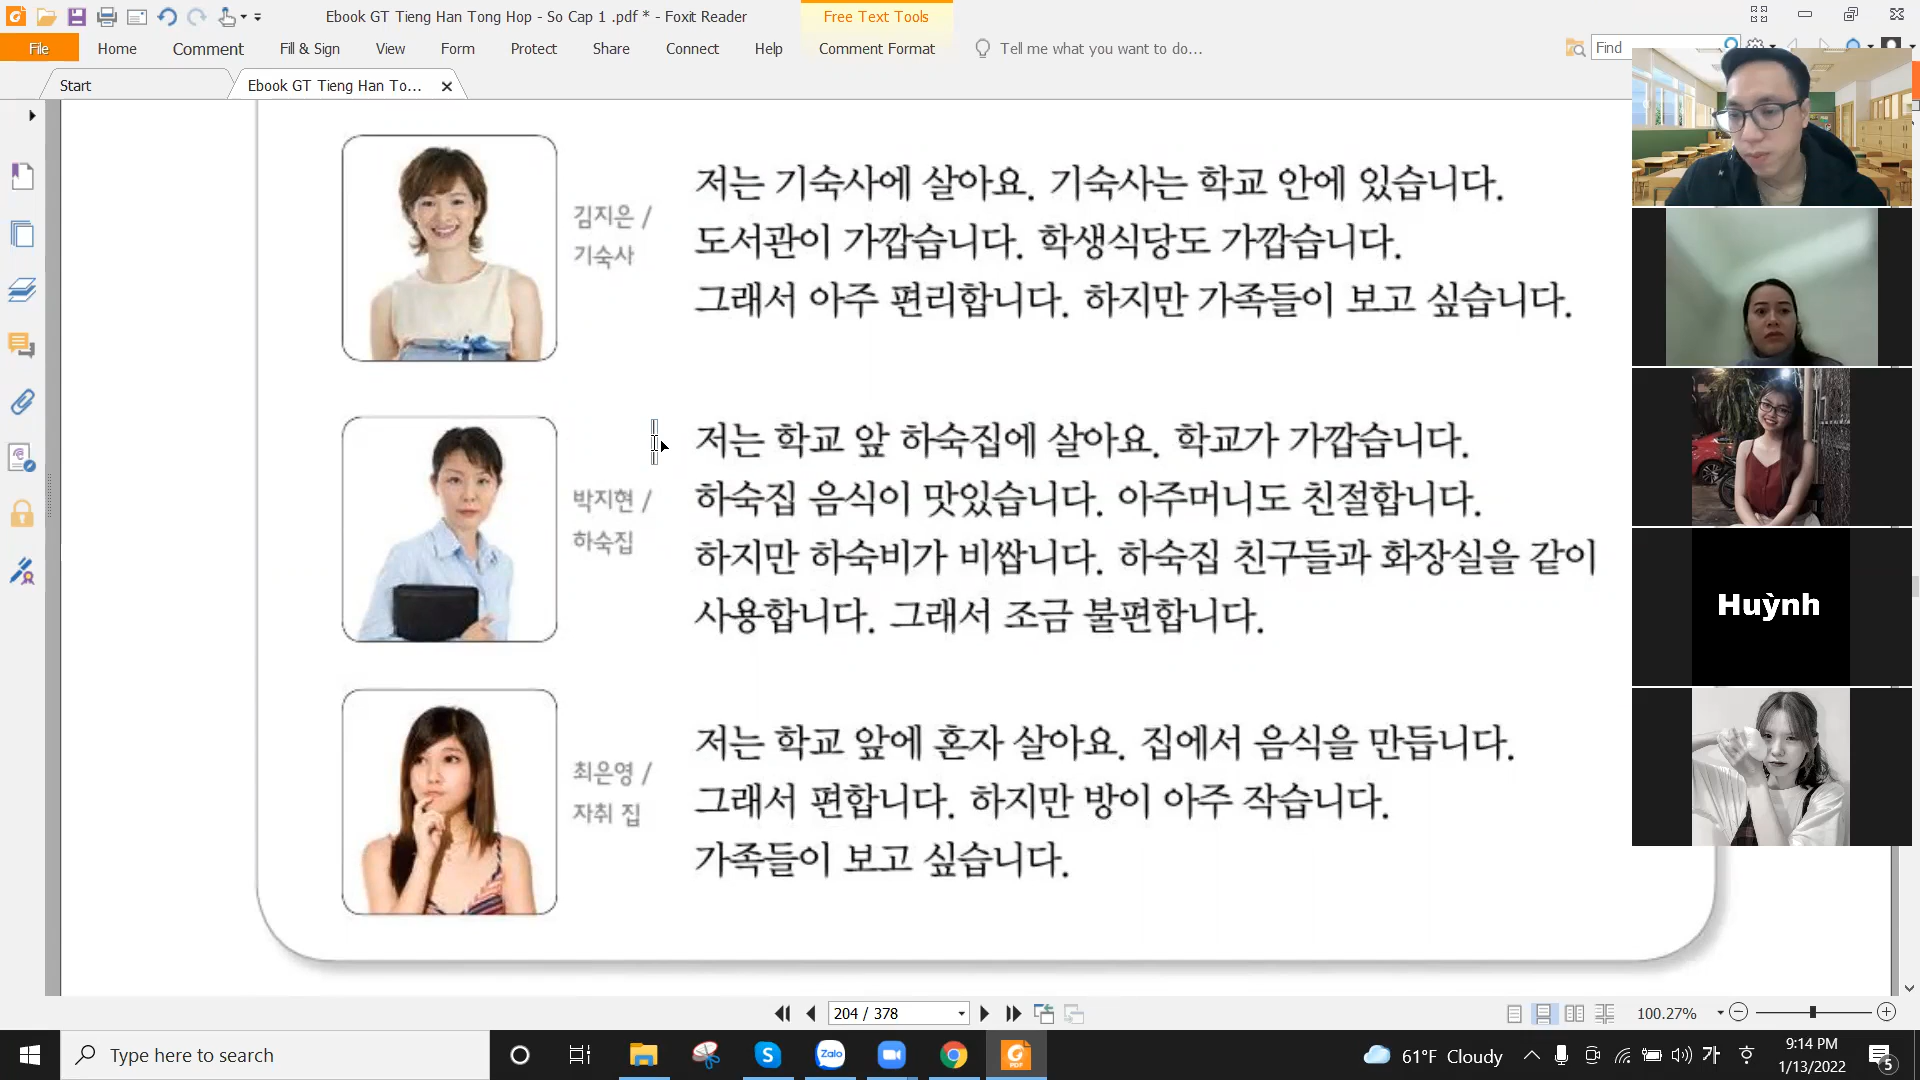 Ebook GT Tieng Han Tong Hop - So Cap 1 .pdf * - Foxit Reader
Free Text Tools
File
Home
Comment
Fill & Sign
View
Form
Protect
Share
Connect
Help
Comment Format
Tell me what you want to do...
Find
Start
Ebook GT Tieng Han To...
김지은 /
기숙사
저는 기숙사에 살아요. 기숙사는 학교 안에 있습니다.
도서관이 가깝습니다. 학생식당도 가깝습니다.
그래서 아주 편리합니다. 하지만 가족들이 보고 싶습니다.
박지현 /
하숙집
저는 학교 앞 하숙집에 살아요. 학교가 가깝습니다.
하숙집 음식이 맛있습니다. 아주머니도 친절합니다.
하지만 하숙비가 비쌉니다. 하숙집 친구들과 화장실을 같이
사용합니다. 그래서 조금 불편합니다.
최은영 /
자취 집
저는 학교 앞에 혼자 살아요. 집에서 음식을 만듭니다.
그래서 편합니다. 하지만 방이 아주 작습니다.
가족들이 보고 싶습니다.
Huỳnh
204 / 378
100.27%
Type here to search
Zalo
61°F Cloudy
가
9:14 PM
1/13/2022
5